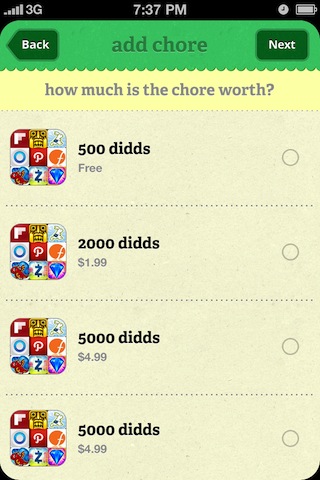 3G 7:37 PM
Back add chore Next
how much is the chore worth?
500 didds
Free
2000 didds
$1.99
5000 didds
$4.99
5000 didds
$4.99